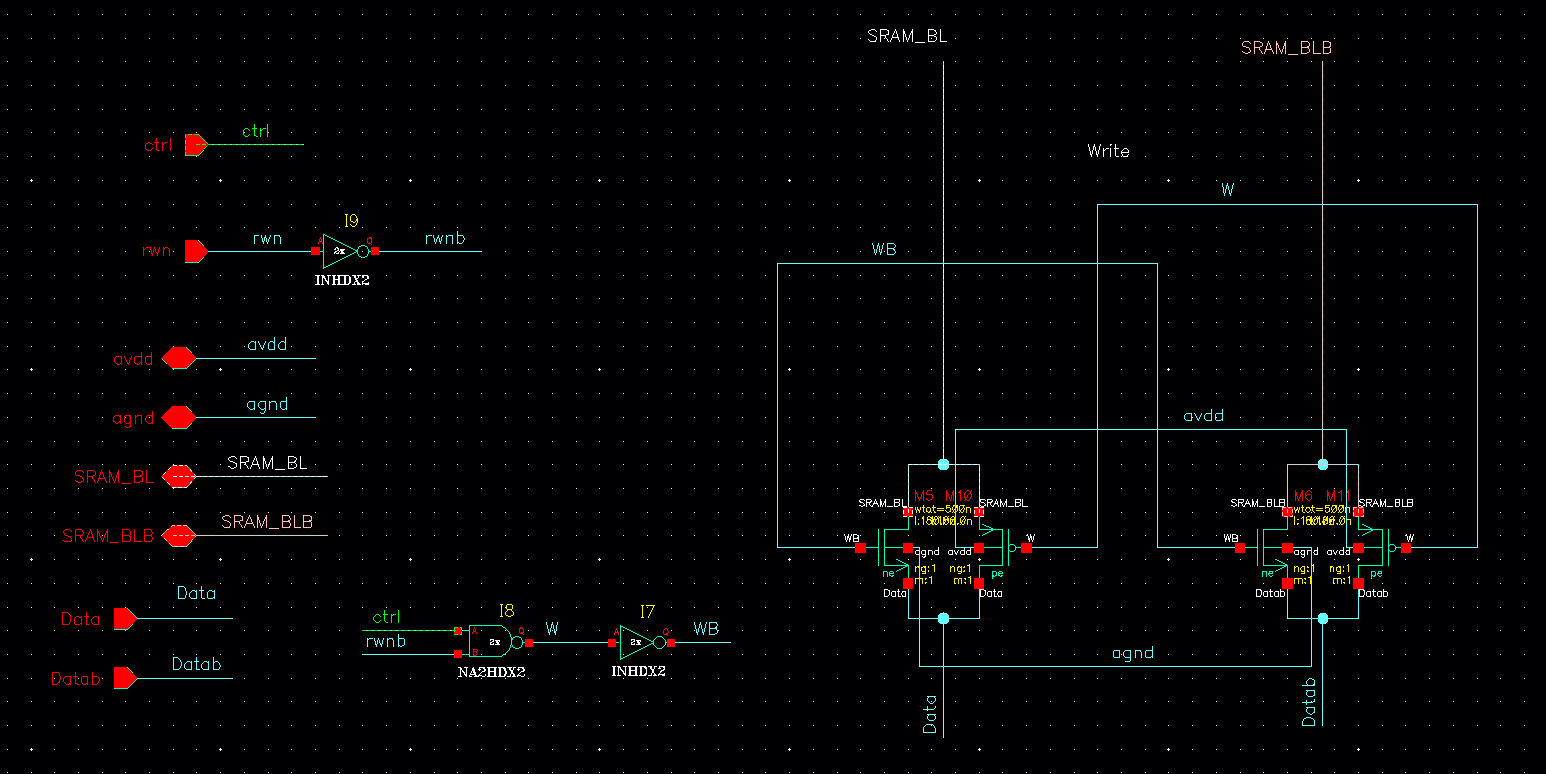 SRAM_BL
SRAM_BLB
ctrl
ctrl
Write
W
I9
rwn
rwn
A
2x
Q
rwnb
INHDX2
WB
avdd
avdd
agnd
agnd
avdd
SRAM_BL
SRAM_BL
SRAM_BLB
SRAM_BLB
SRAM_BL
M5
M10
SRAM_BL
wtot=500n
WB
agnd
avdd
W
ne
ng:1
ng:1
pe
m:1
m:1
Data
Data
SRAM_BLB
M6
M11
SRAM_BLB
wtot=500n
WB
agnd
avdd
W
ne
ng:1
ng:1
pe
m:1
m:1
Datab
Datab
Data
Data
Datab
Datab
ctrl
rwnb
I8
A
B
2x
Q
NA2HDX2
W
I7
A
2x
Q
INHDX2
WB
agnd
Data
Datab